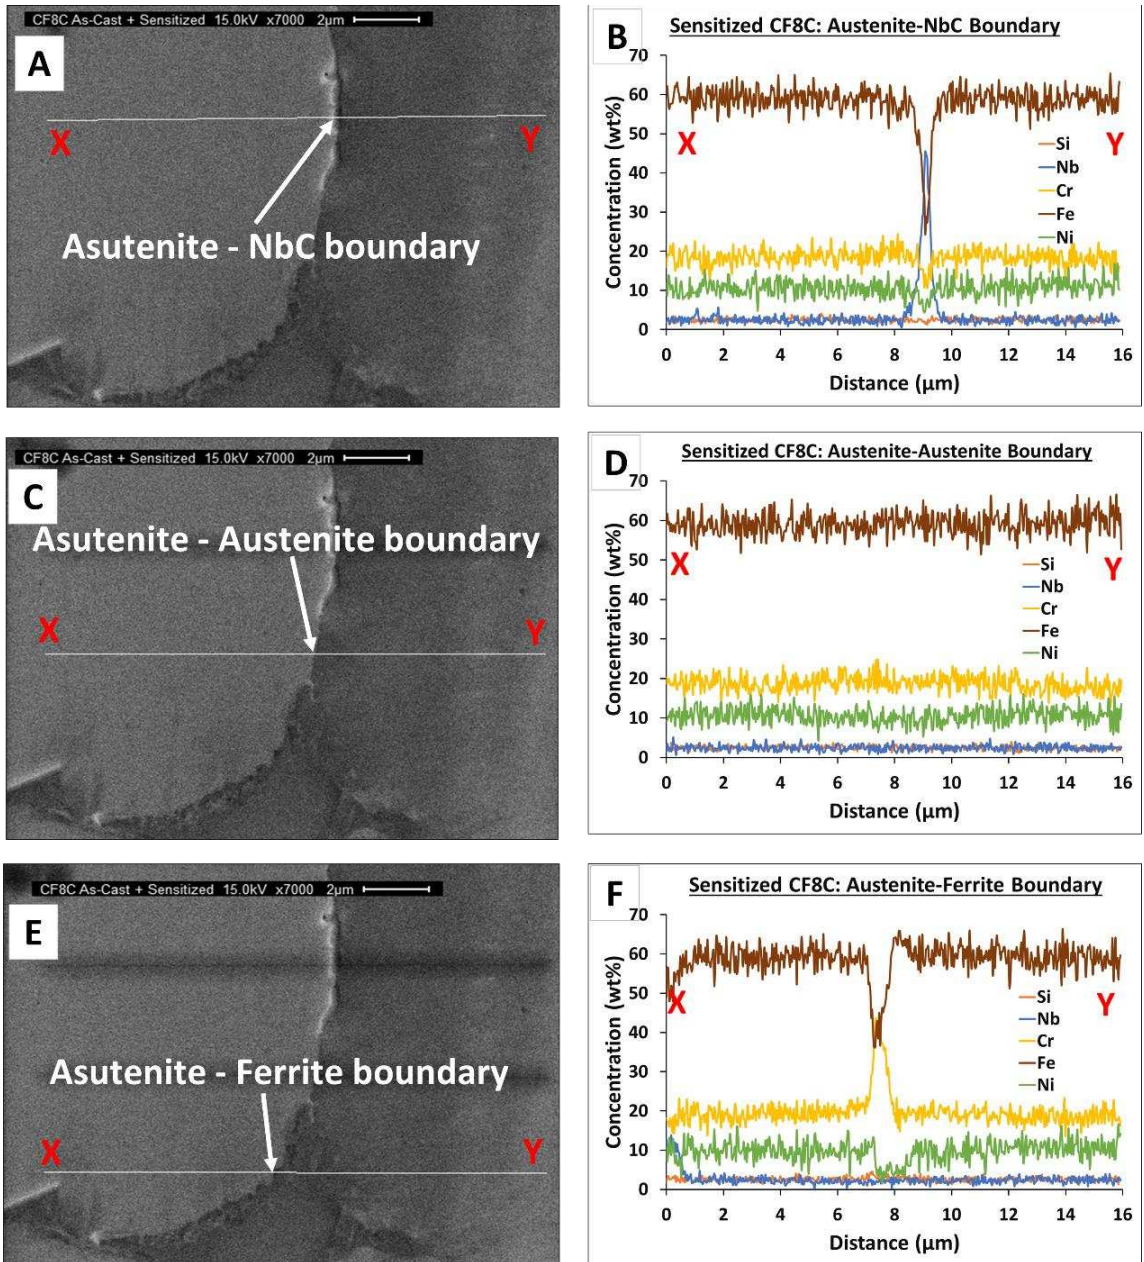 CF8C As-Cast + Sensitized 15.0kV x7000 2µm
A
X
Y
Asutenite - NbC boundary
B
Sensitized CF8C: Austenite-NbC Boundary
Concentration (wt%)
70
60
50
40
30
20
10
0
X
Y
Si
Nb
Cr
Fe
Ni
0 2 4 6 8 10 12 14 16
Distance (µm)
CF8C As-Cast + Sensitized 15.0kV x7000 2µm
C
Asutenite - Austenite boundary
X
Y
D
Sensitized CF8C: Austenite-Austenite Boundary
Concentration (wt%)
70
60
50
40
30
20
10
0
X
Y
Si
Nb
Cr
Fe
Ni
0 2 4 6 8 10 12 14 16
Distance (µm)
CF8C As-Cast + Sensitized 15.0kV x7000 2µm
E
Asutenite - Ferrite boundary
X
Y
F
Sensitized CF8C: Austenite-Ferrite Boundary
Concentration (wt%)
70
60
50
40
30
20
10
0
X
Y
Si
Nb
Cr
Fe
Ni
0 2 4 6 8 10 12 14 16
Distance (µm)